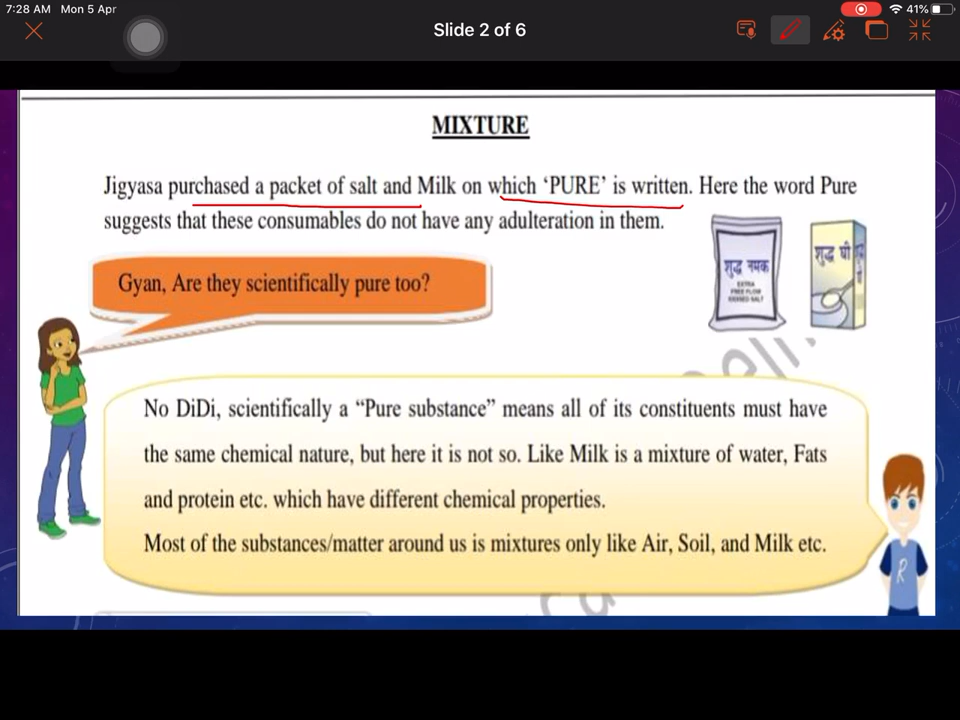 7:28 AM Mon 5 Apr
41%
Slide 2 of 6
MIXTURE
Jigyasa purchased a packet of salt and Milk on which ‘PURE’ is written. Here the word Pure
suggests that these consumables do not have any adulteration in them.
शुद्ध नमक
EXTRA
FREE FLOW
शुद्ध घी
Gyan, Are they scientifically pure too?
No DiDi, scientifically a “Pure substance” means all of its constituents must have
the same chemical nature, but here it is not so. Like Milk is a mixture of water, Fats
and protein etc. which have different chemical properties.
Most of the substances/matter around us is mixtures only like Air, Soil, and Milk etc.
R